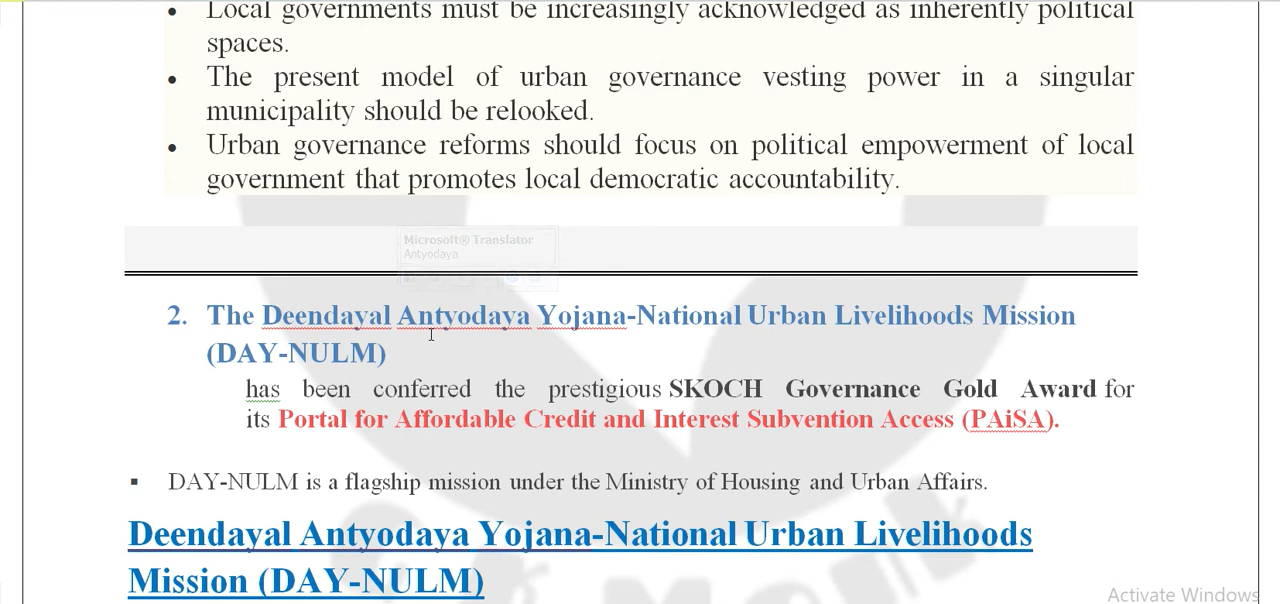 • Local governments must be increasingly acknowledged as inherently political
spaces.
• The present model of urban governance vesting power in a singular
municipality should be relooked.
• Urban governance reforms should focus on political empowerment of local
government that promotes local democratic accountability.
Microsoft® Translator
Antyodaya
2. The Deendayal Antyodaya Yojana-National Urban Livelihoods Mission
(DAY-NULM)
has been conferred the prestigious SKOCH Governance Gold Award for
its Portal for Affordable Credit and Interest Subvention Access (PAiSA).
▪ DAY-NULM is a flagship mission under the Ministry of Housing and Urban Affairs.
Deendayal Antyodaya Yojana-National Urban Livelihoods
Mission (DAY-NULM)
Activate Windows